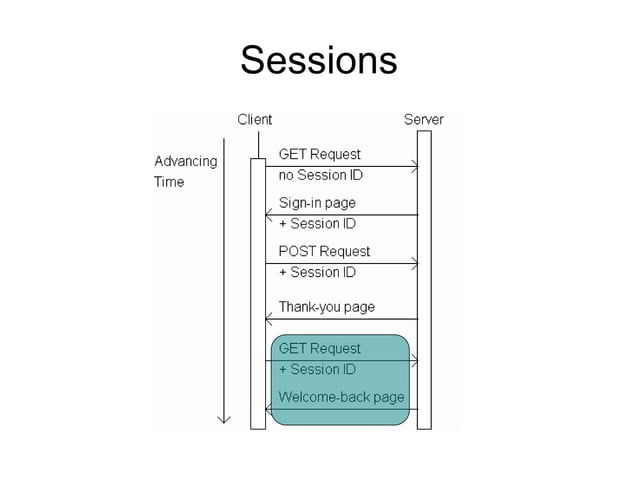 Sessions
Client
Server
Advancing
Time
GET Request
no Session ID
Sign-in page
+ Session ID
POST Request
+ Session ID
Thank-you page
GET Request
+ Session ID
Welcome-back page